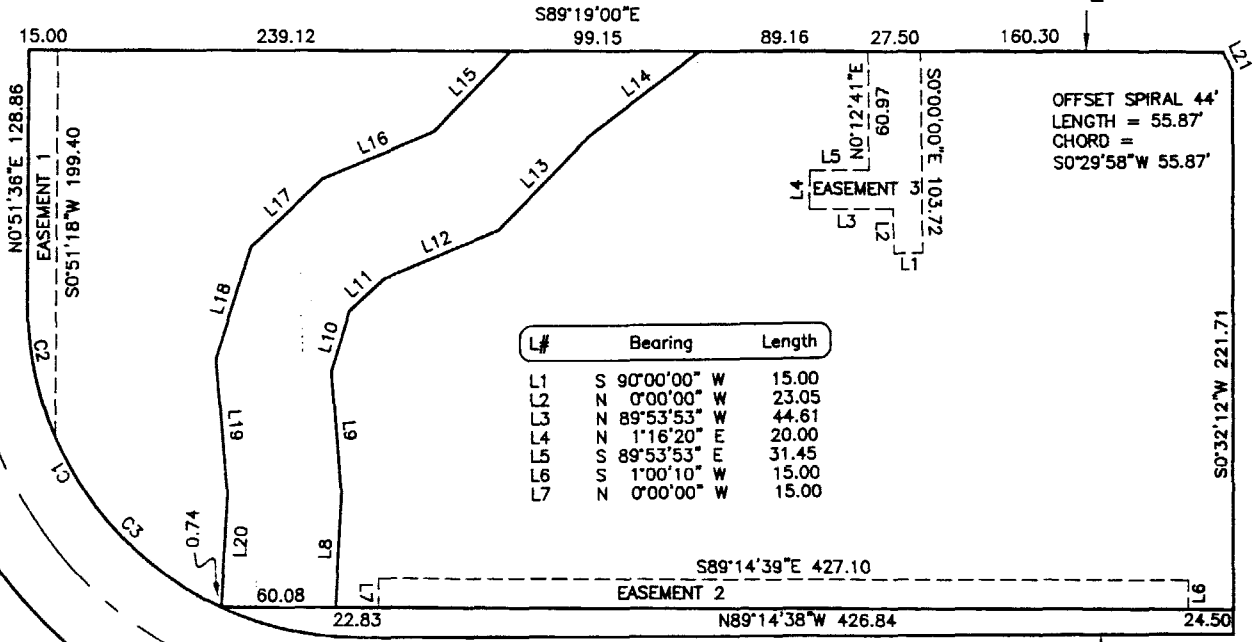 S89°19'00"E
15.00 239.12 99.15 89.16 27.50 160.30
L21
L15
L14
N0°51'36"E 128.86
EASEMENT 1
S0°51'18"W 199.40
L16
L13
L17
L12
L18
L11
L10
N0°12'41"E
60.97
S0°00'00"E 103.72
L5
L4
EASEMENT 3
L3
L2
L1
OFFSET SPIRAL 44'
LENGTH = 55.87'
CHORD =
S0°29'58"W 55.87'
C2
C1
C3
L19
L9
L# Bearing Length
L1 S 90°00'00" W 15.00
L2 N 0°00'00" W 23.05
L3 N 89°53'53" W 44.61
L4 N 1°16'20" E 20.00
L5 S 89°53'53" E 31.45
L6 S 1°00'10" W 15.00
L7 N 0°00'00" W 15.00
S0°32'12"W 221.71
0.74
L20
L8
S89°14'39"E 427.10
60.08
L7
EASEMENT 2
L6
22.83
N89°14'38"W 426.84
24.50